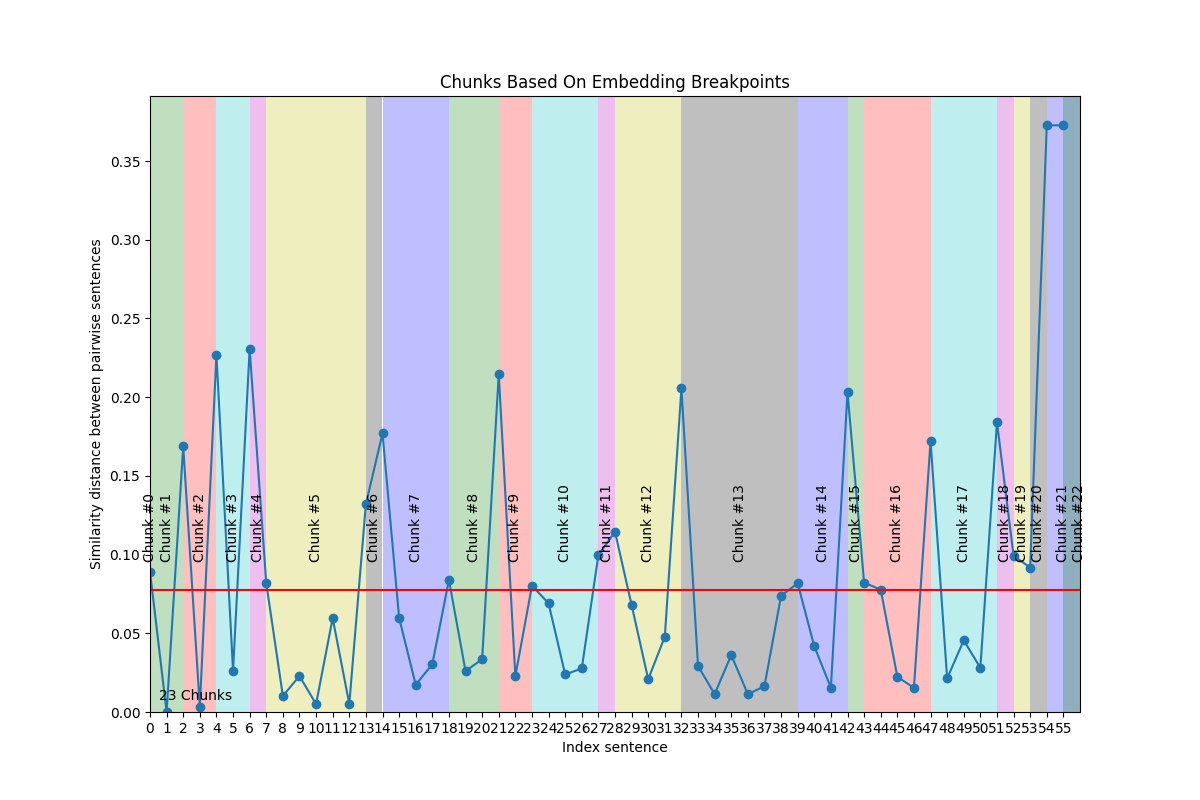 Chunks Based On Embedding Breakpoints
Similarity distance between pairwise sentences
0.35
0.30
0.25
0.20
0.15
0.10
0.05
0.00
Chunk #0
Chunk #1
Chunk #2
Chunk #3
Chunk #4
Chunk #5
Chunk #6
Chunk #7
Chunk #8
Chunk #9
Chunk #10
Chunk #11
Chunk #12
Chunk #13
Chunk #14
Chunk #15
Chunk #16
Chunk #17
Chunk #18
Chunk #19
Chunk #20
Chunk #21
Chunk #22
23 Chunks
0 1 2 3 4 5 6 7 8 9 10 11 12 13 14 15 16 17 18 19 20 21 22 23 24 25 26 27 28 29 30 31 32 33 34 35 36 37 38 39 40 41 42 43 44 45 46 47 48 49 50 51 52 53 54 55
Index sentence